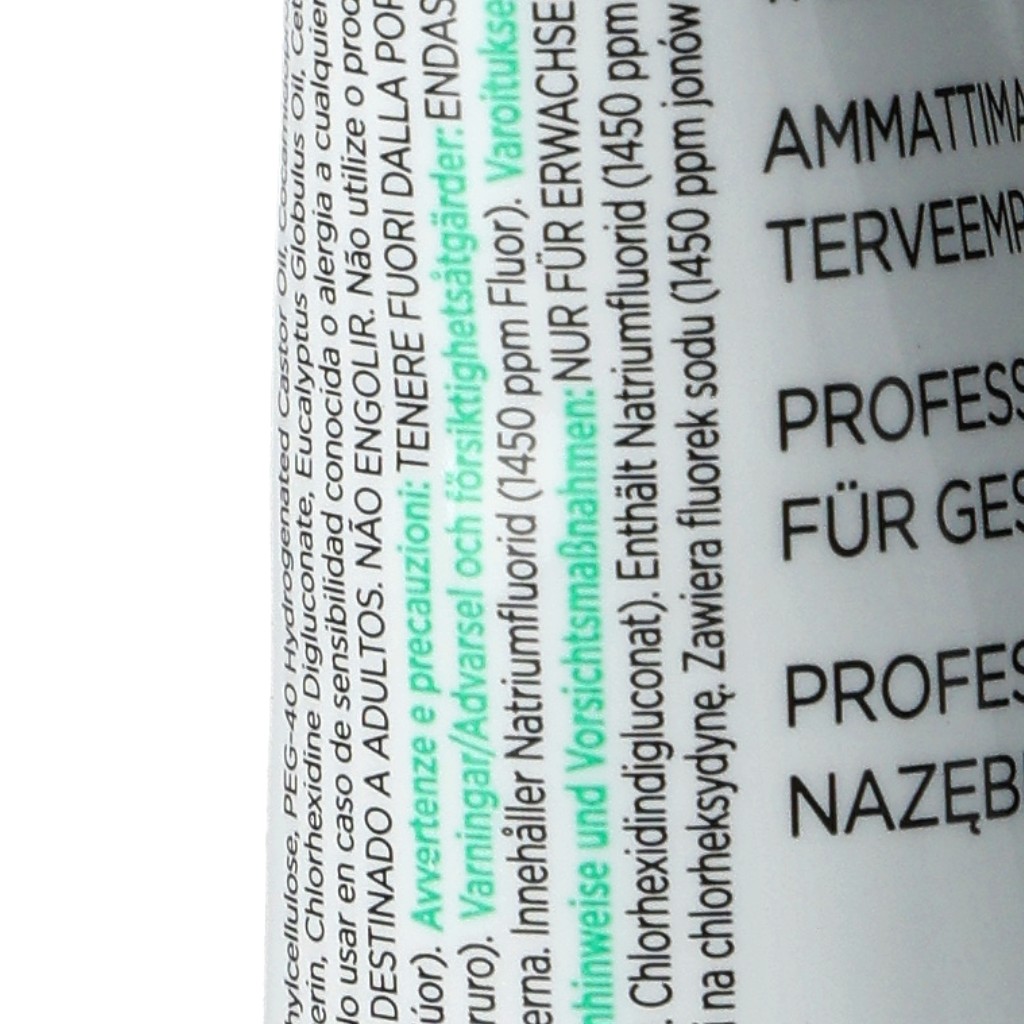 hylcellulose, PEG-40 Hydrogenated Castor Oil,
erin, Chlorhexidine Digluconate, Eucalyptus Globulus Oil, Cet
lo usar en caso de sensibilidad conocida o alergia a cualquier
DESTINADO A ADULTOS. NÃO ENGOLIR. Não utilize o prod
úor). Avvertenze e precauzioni: TENERE FUORI DALLA POR
ruro). Varningar/Advarsel och försiktighetsåtgärder: ENDAS
erna. Innehåller Natriumfluorid (1450 ppm Fluor). Varoitukse
nhinweise und Vorsichtsmaßnahmen: NUR FÜR ERWACHSE
. Chlorhexidindigluconat). Enthält Natriumfluorid (1450 ppm
i na chlorheksydynę. Zawiera fluorek sodu (1450 ppm jonów
AMMATTIMA
TERVEEMP
PROFESS
FÜR GES
PROFES
NAZĘB